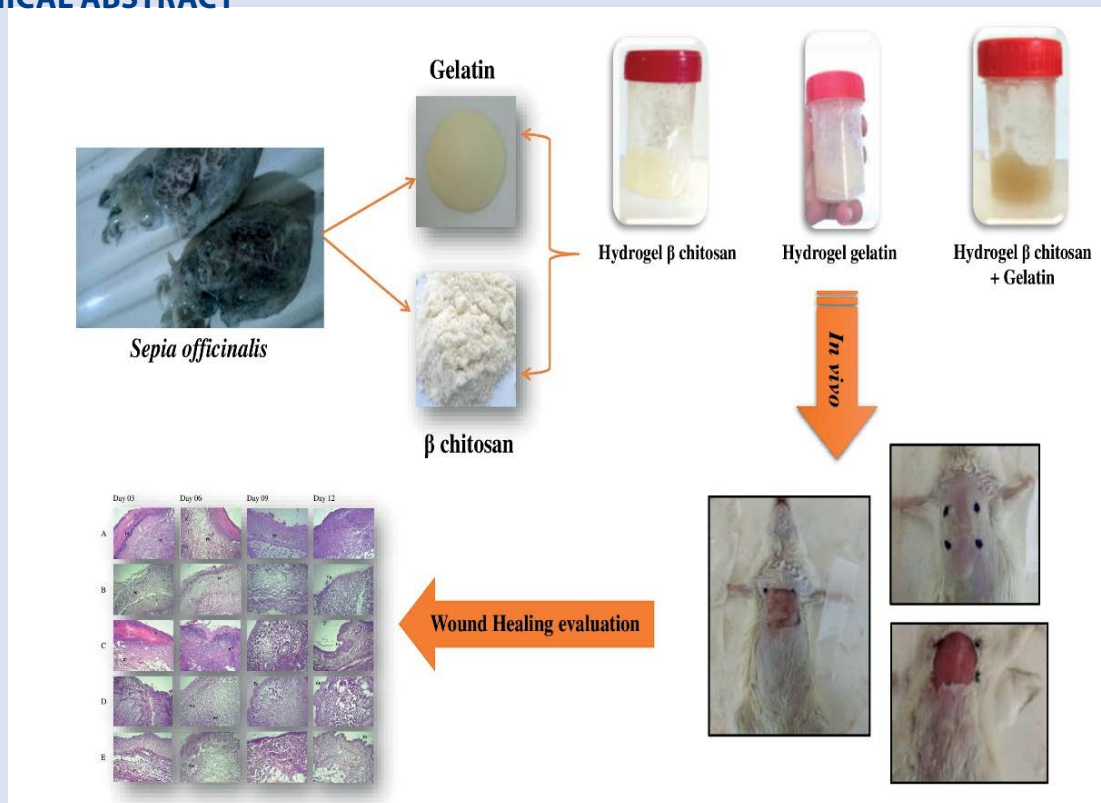 ICAL ABSTRACT
Gelatin
Sepia officinalis
β chitosan
Hydrogel β chitosan
Hydrogel gelatin
Hydrogel β chitosan
+ Gelatin
In vivo
Wound Healing evaluation
Day 03 Day 06 Day 09 Day 12
A
B
C
D
E